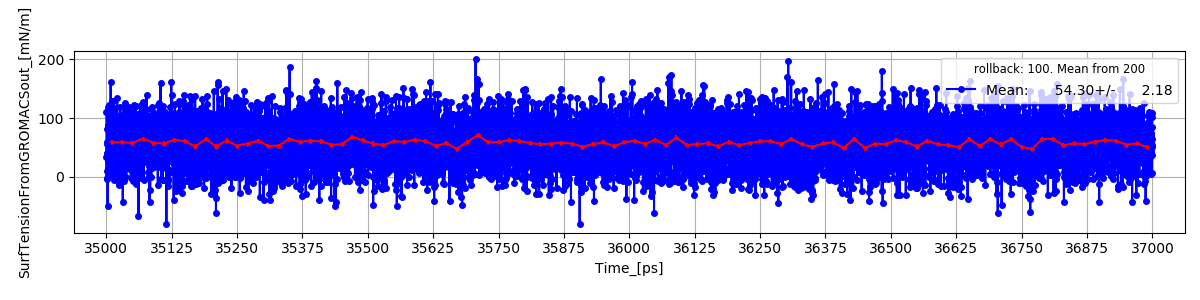 SurfTensionFromGROMACSout_[mN/m]
200
100
0
rollback: 100. Mean from 200
Mean: 54.30+/- 2.18
35000 35125 35250 35375 35500 35625 35750 35875 36000 36125 36250 36375 36500 36625 36750 36875 37000
Time_[ps]